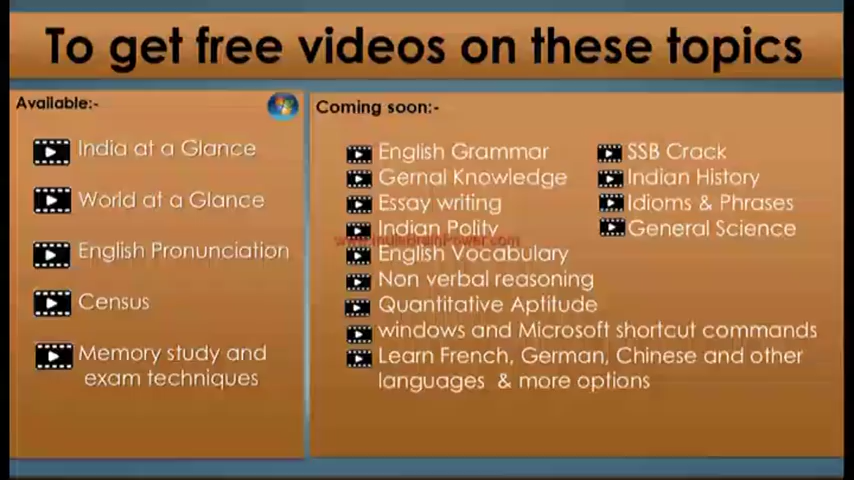 To get free videos on these topics
Available:-
India at a Glance
World at a Glance
English Pronunciation
Census
Memory study and
exam techniques
Coming soon:-
English Grammar
Gernal Knowledge
Essay writing
Indian Polity
English Vocabulary
Non verbal reasoning
Quantitative Aptitude
windows and Microsoft shortcut commands
Learn French, German, Chinese and other
languages & more options
SSB Crack
Indian History
Idioms & Phrases
General Science